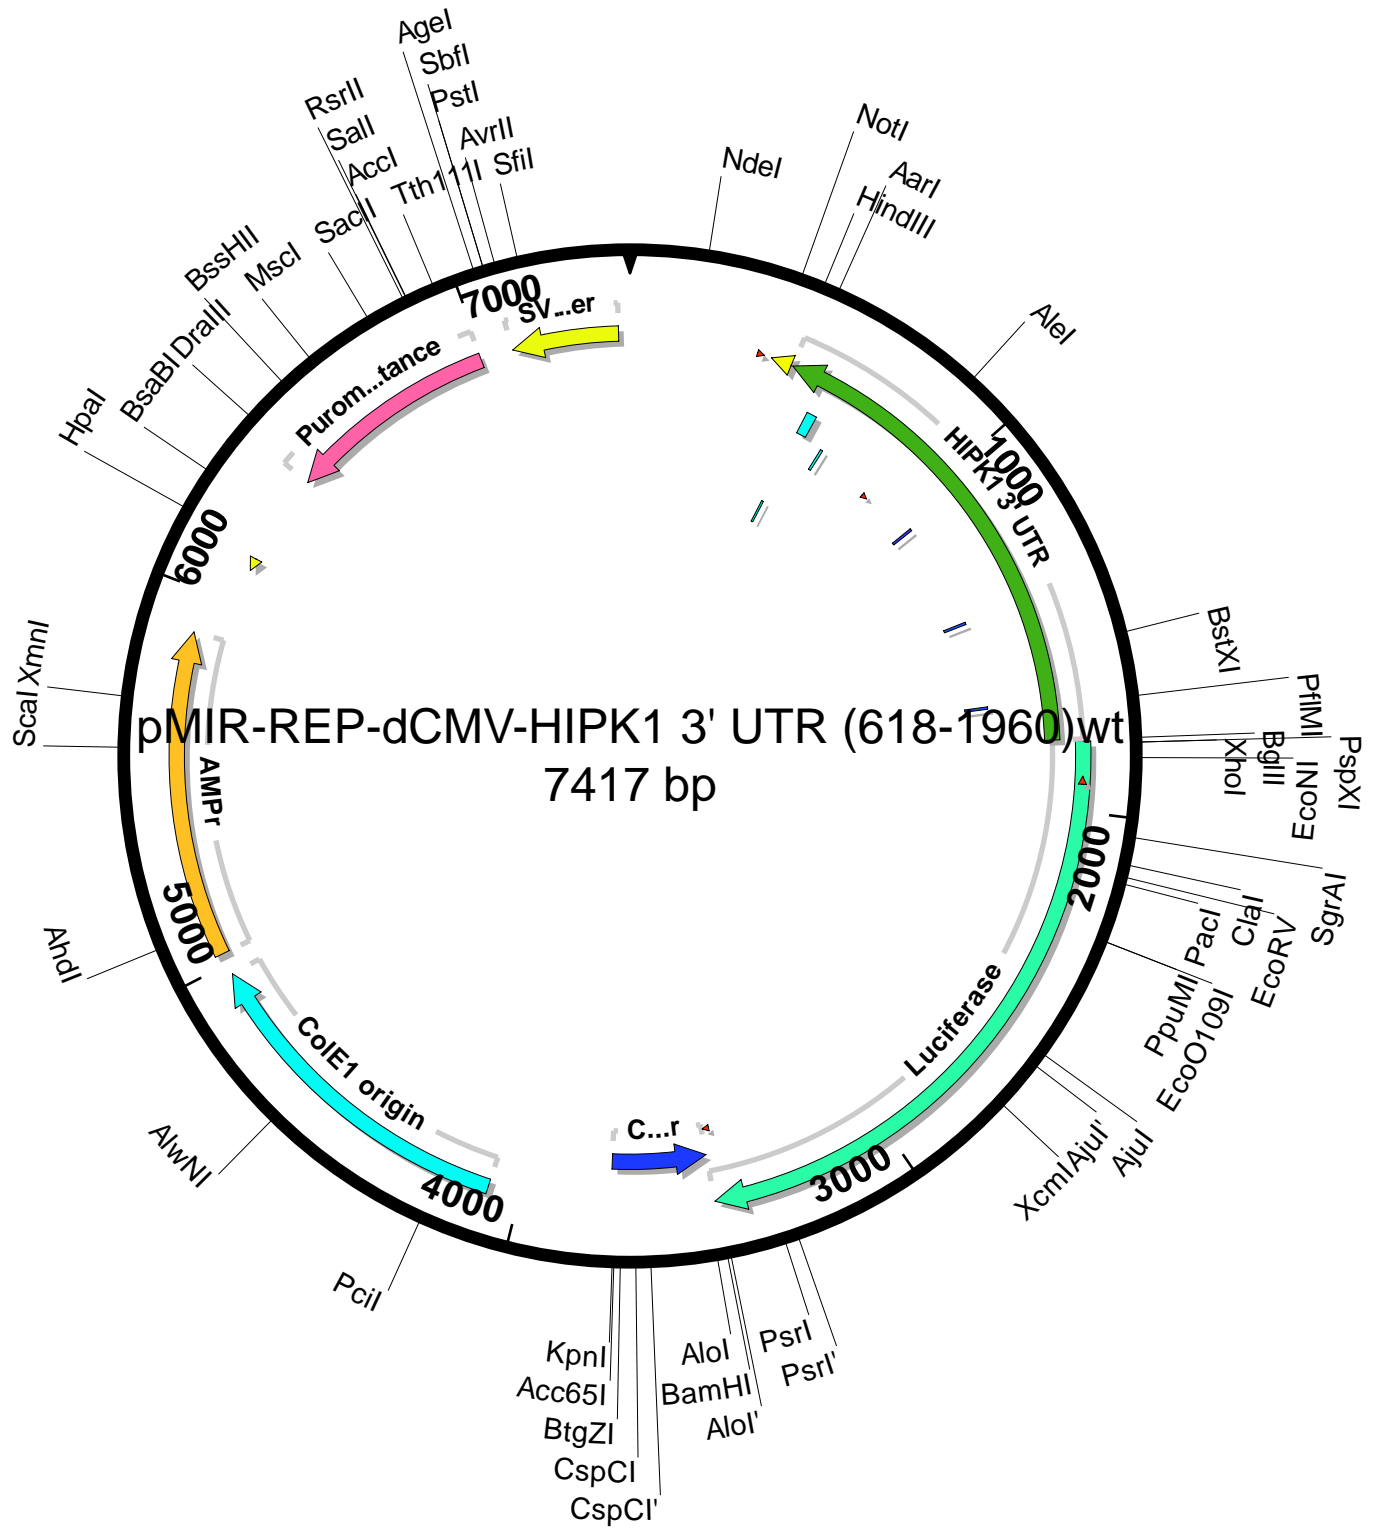 AgeI
SbfI
PstI
AvrII
SfiI
RsrII
SalI
AccI
Tth111I
SacII
BssHII
MscI
DraIII
BsaBI
HpaI
NdeI
NotI
AarI
HindIII
AleI
7000
SV...er
Purom...tance
HIPK1 3' UTR
1000
6000
BstXI
XmnI
ScaI
PflMI
pMIR-REP-dCMV-HIPK1 3' UTR (618-1960)wt
7417 bp
XhoI
BglII
EcoNI
PspXI
AMPr
2000
SgrAI
ClaI
EcoRV
PacI
PpuMI
EcoO109I
5000
AhdI
Luciferase
ColE1 origin
C...r
3000
4000
AjuI
AjuI'
XcmI
AlwNI
PciI
KpnI
Acc65I
BtgZI
CspCI
CspCI'
AloI
BamHI
AloI'
PsrI
PsrI'